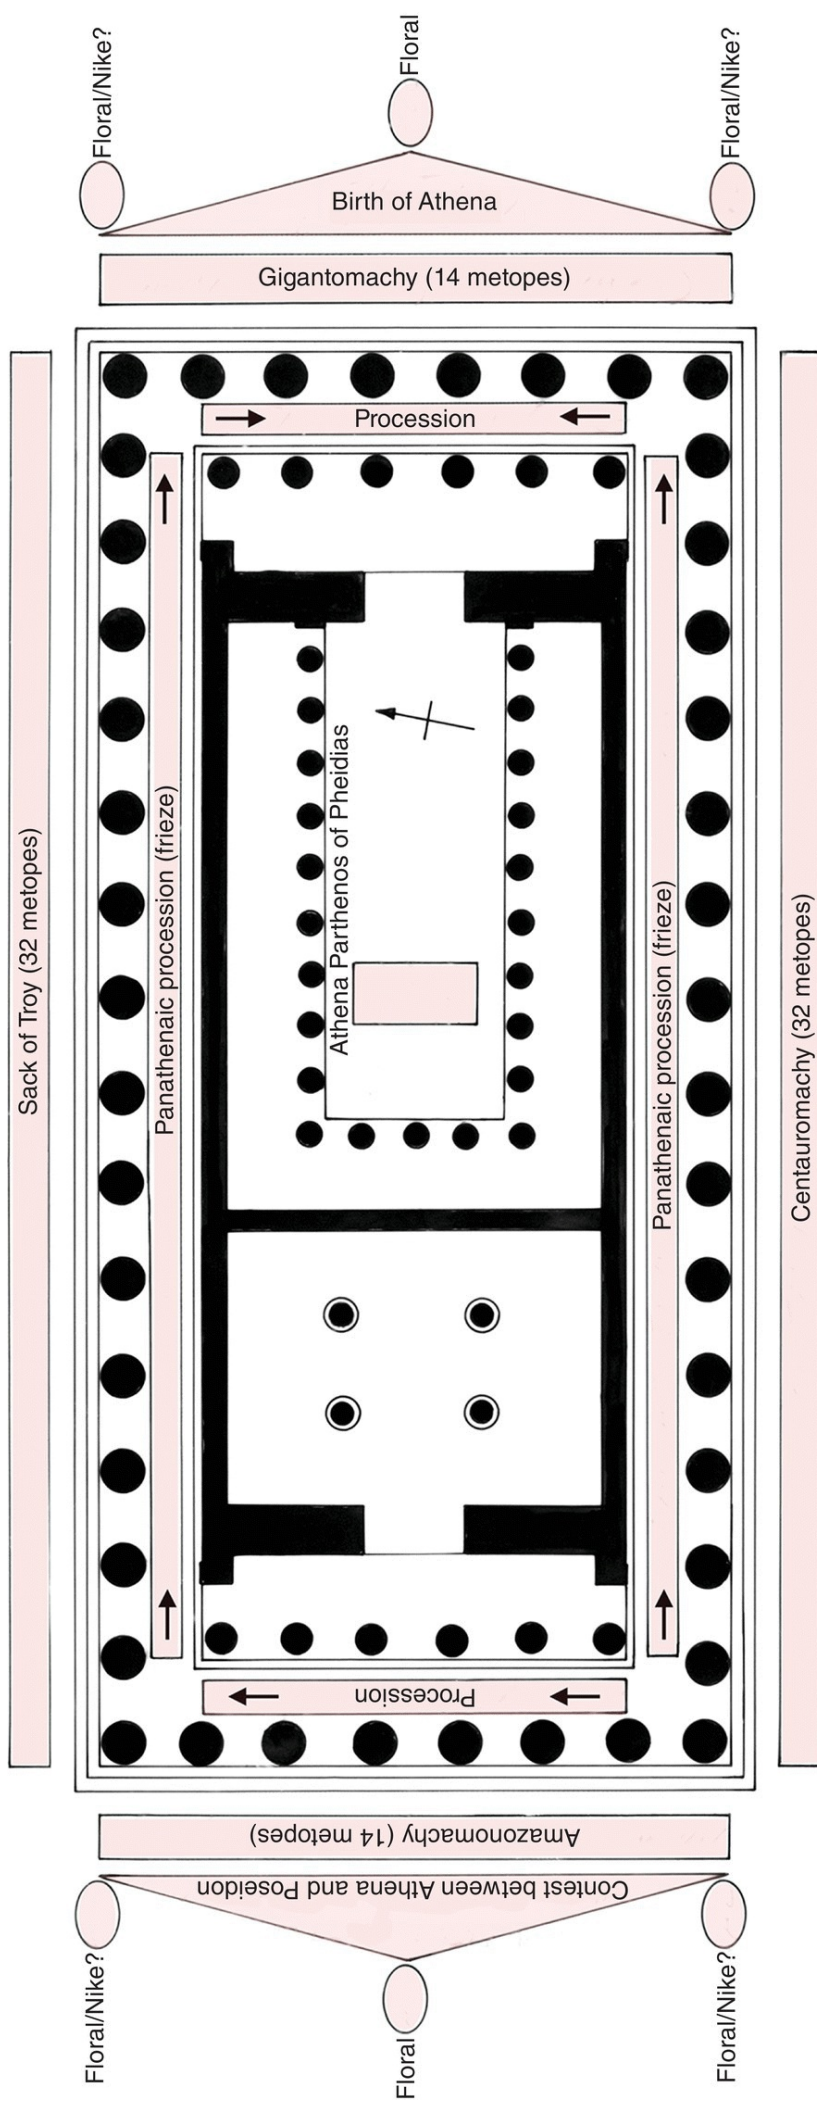 Floral/Nike?
Floral
Floral/Nike?
Birth of Athena
Gigantomachy (14 metopes)
Procession
Sack of Troy (32 metopes)
Panathenaic procession (frieze)
Athena Parthenos of Pheidias
Panathenaic procession (frieze)
Centauromachy (32 metopes)
Procession
Amazonomachy (14 metopes)
Contest between Athena and Poseidon
Floral/Nike?
Floral
Floral/Nike?